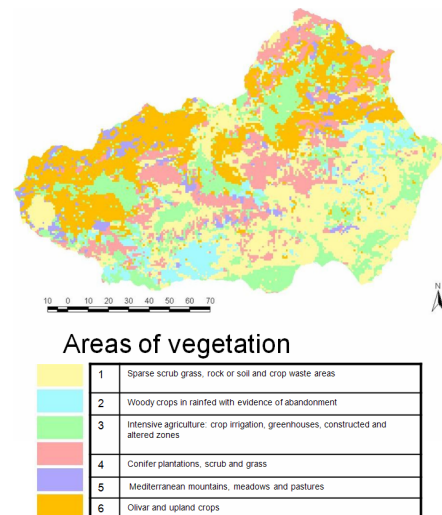 N
10 0 10 20 30 40 50 60 70
Areas of vegetation
1 Sparse scrub grass, rock or soil and crop waste areas
2 Woody crops in rainfed with evidence of abandonment
3 Intensive agriculture: crop irrigation, greenhouses, constructed and
altered zones
4 Conifer plantations, scrub and grass
5 Mediterranean mountains, meadows and pastures
6 Olivar and upland crops